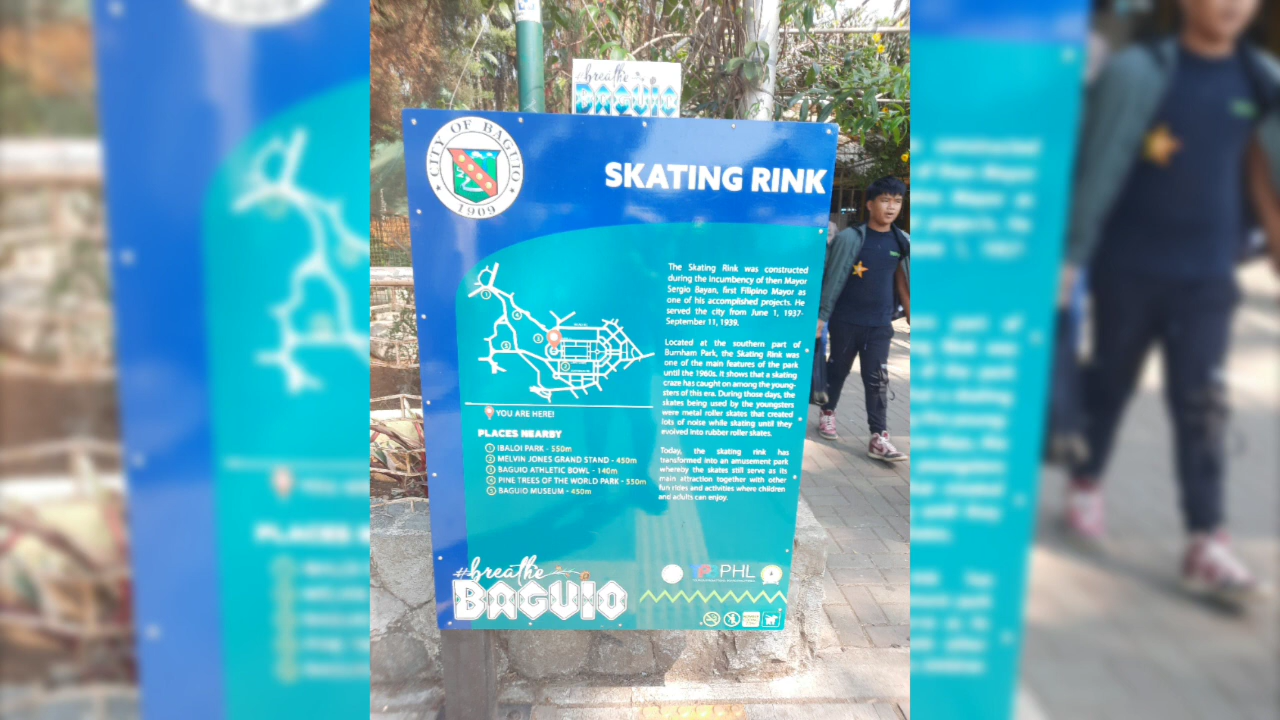 #breathe
BAGUIO
CITY OF BAGUIO
1909
SKATING RINK
The Skating Rink was constructed
during the incumbency of then Mayor
Sergio Bayan, first Filipino Mayor as
one of his accomplished projects. He
served the city from June 1, 1937-
September 11, 1939.
Located at the southern part of
Burnham Park, the Skating Rink was
one of the main features of the park
until the 1960s. It shows that a skating
craze has caught on among the young-
sters of this era. During those days, the
skates being used by the youngsters
were metal roller skates that created
lots of noise while skating until they
evolved into rubber roller skates.
Today, the skating rink has
transformed into an amusement park
whereby the skates still serve as its
main attraction together with other
fun rides and activities where children
and adults can enjoy.
YOU ARE HERE!
PLACES NEARBY
1 IBALOI PARK - 550m
2 MELVIN JONES GRAND STAND - 450m
3 BAGUIO ATHLETIC BOWL - 140m
4 PINE TREES OF THE WORLD PARK - 550m
5 BAGUIO MUSEUM - 450m
#breathe
BAGUIO
PHL